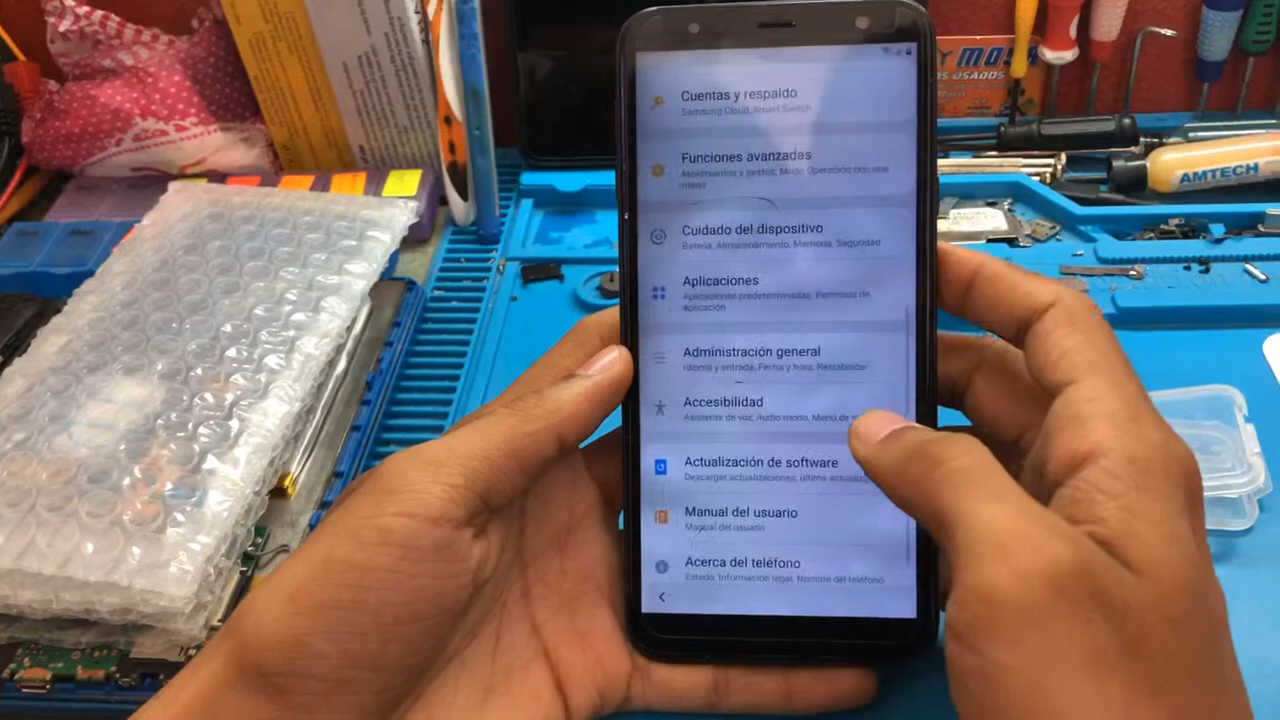 Cuentas y respaldo
Samsung Cloud, Smart Switch
Funciones avanzadas
Movimientos y gestos, Modo Operación con una
mano
Cuidado del dispositivo
Batería, Almacenamiento, Memoria, Seguridad
Aplicaciones
Aplicaciones predeterminadas, Permisos de
aplicación
Administración general
Idioma y entrada, Fecha y hora, Restablecer
Accesibilidad
Asistente de voz, Audio mono, Menú de
Actualización de software
Descargar actualizaciones, última
Manual del usuario
Manual del usuario
Acerca del teléfono
Estado, Información legal, Nombre del teléfono
USADOS
AMTECH